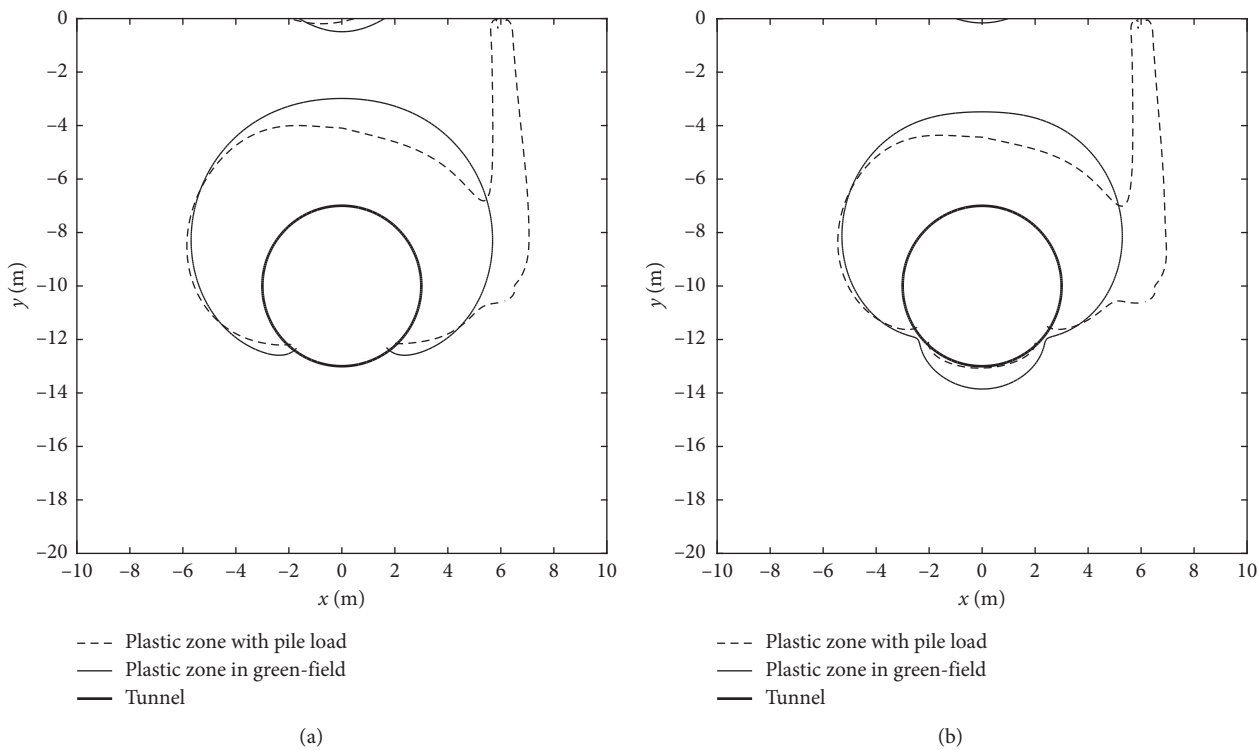 0
−2
−4
−6
−8
−10
−12
−14
−16
−18
−20
y (m)
−10 −8 −6 −4 −2 0 2 4 6 8 10
x (m)
Plastic zone with pile load
Plastic zone in green-field
Tunnel
(a)
0
−2
−4
−6
−8
−10
−12
−14
−16
−18
−20
y (m)
−10 −8 −6 −4 −2 0 2 4 6 8 10
x (m)
Plastic zone with pile load
Plastic zone in green-field
Tunnel
(b)